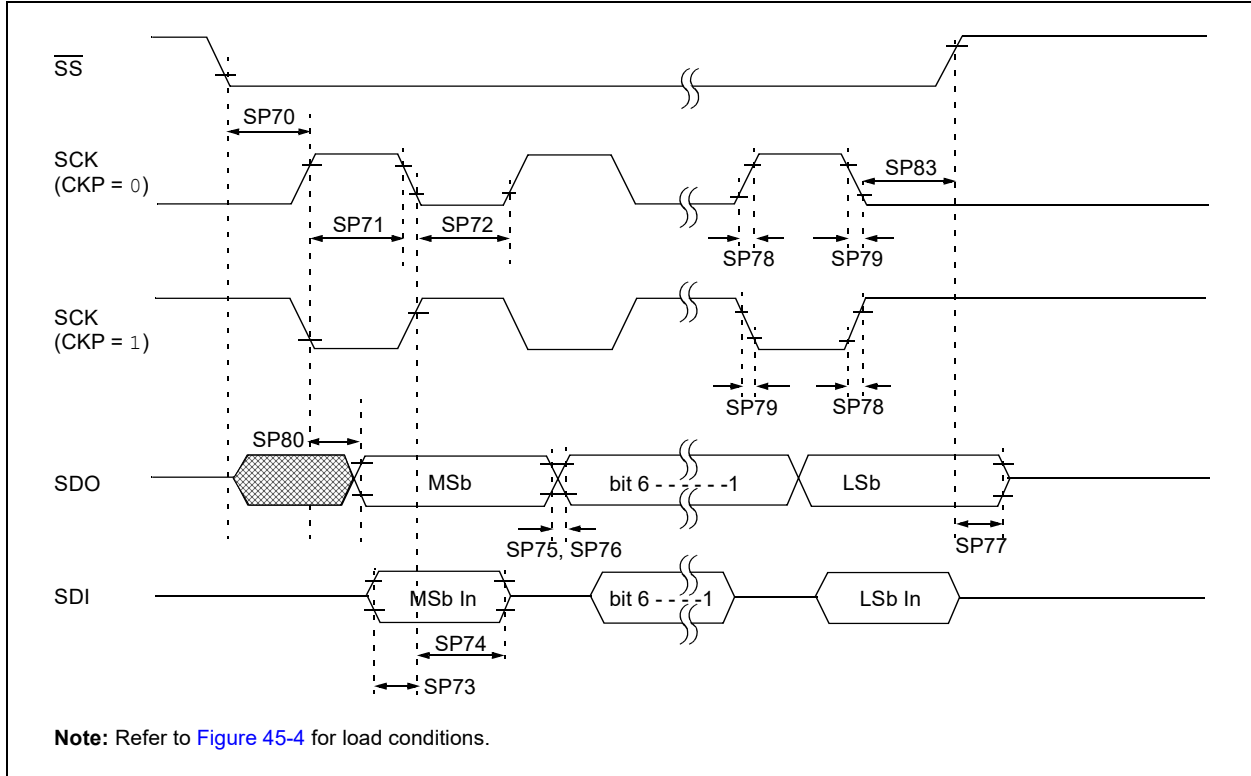 SS
SP70
SCK
(CKP = 0)
SP83
SP71
SP72
SP78
SP79
SCK
(CKP = 1)
SP79
SP78
SP80
SDO
MSb
bit 6 - - - - - - -1
LSb
SP75, SP76
SP77
SDI
MSb In
bit 6 - - - - -1
LSb In
SP74
SP73
Note: Refer to Figure 45-4 for load conditions.